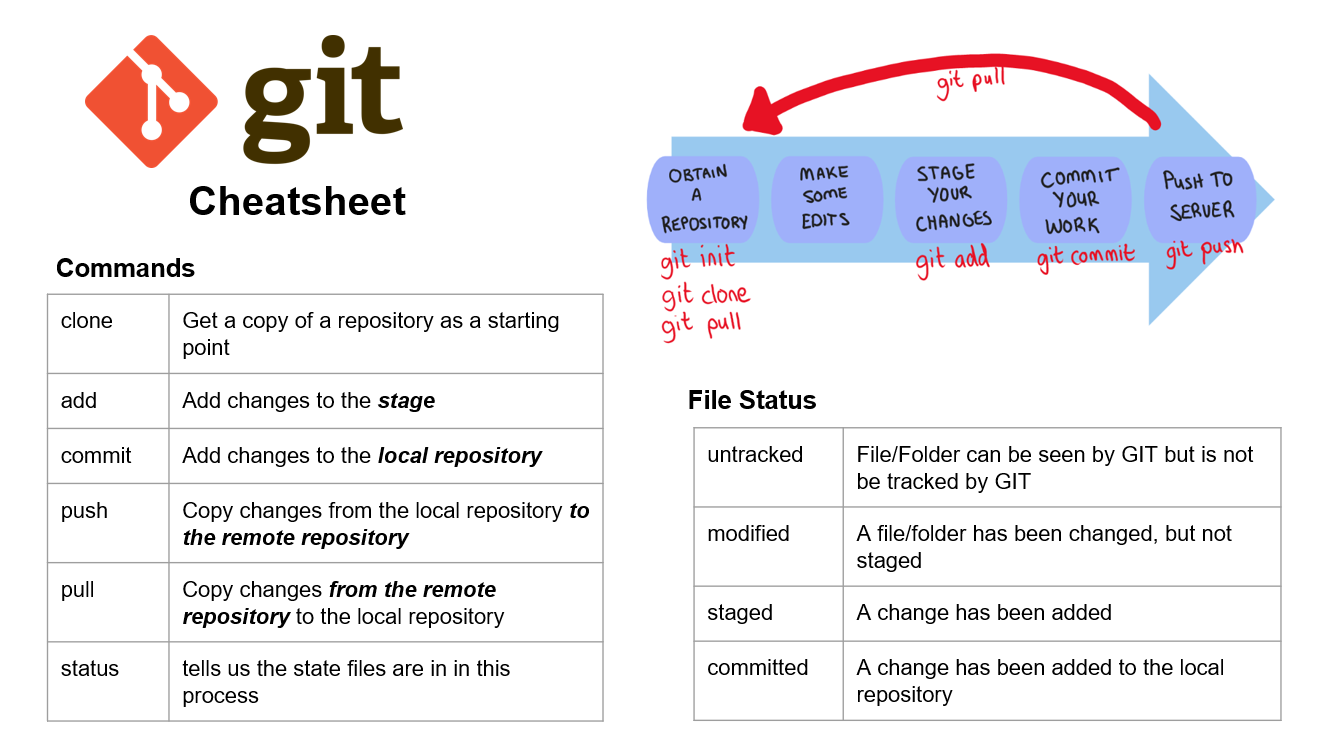 git
Cheatsheet
Commands
clone
Get a copy of a repository as a starting
point
add
Add changes to the stage
commit
Add changes to the local repository
push
Copy changes from the local repository to
the remote repository
pull
Copy changes from the remote
repository to the local repository
status
tells us the state files are in in this
process
git pull
OBTAIN
A
REPOSITORY
git init
git clone
git pull
MAKE
SOME
EDITS
STAGE
YOUR
CHANGES
git add
COMMIT
YOUR
WORK
git commit
PUSH TO
SERVER
git push
File Status
untracked
File/Folder can be seen by GIT but is not
be tracked by GIT
modified
A file/folder has been changed, but not
staged
staged
A change has been added
committed
A change has been added to the local
repository